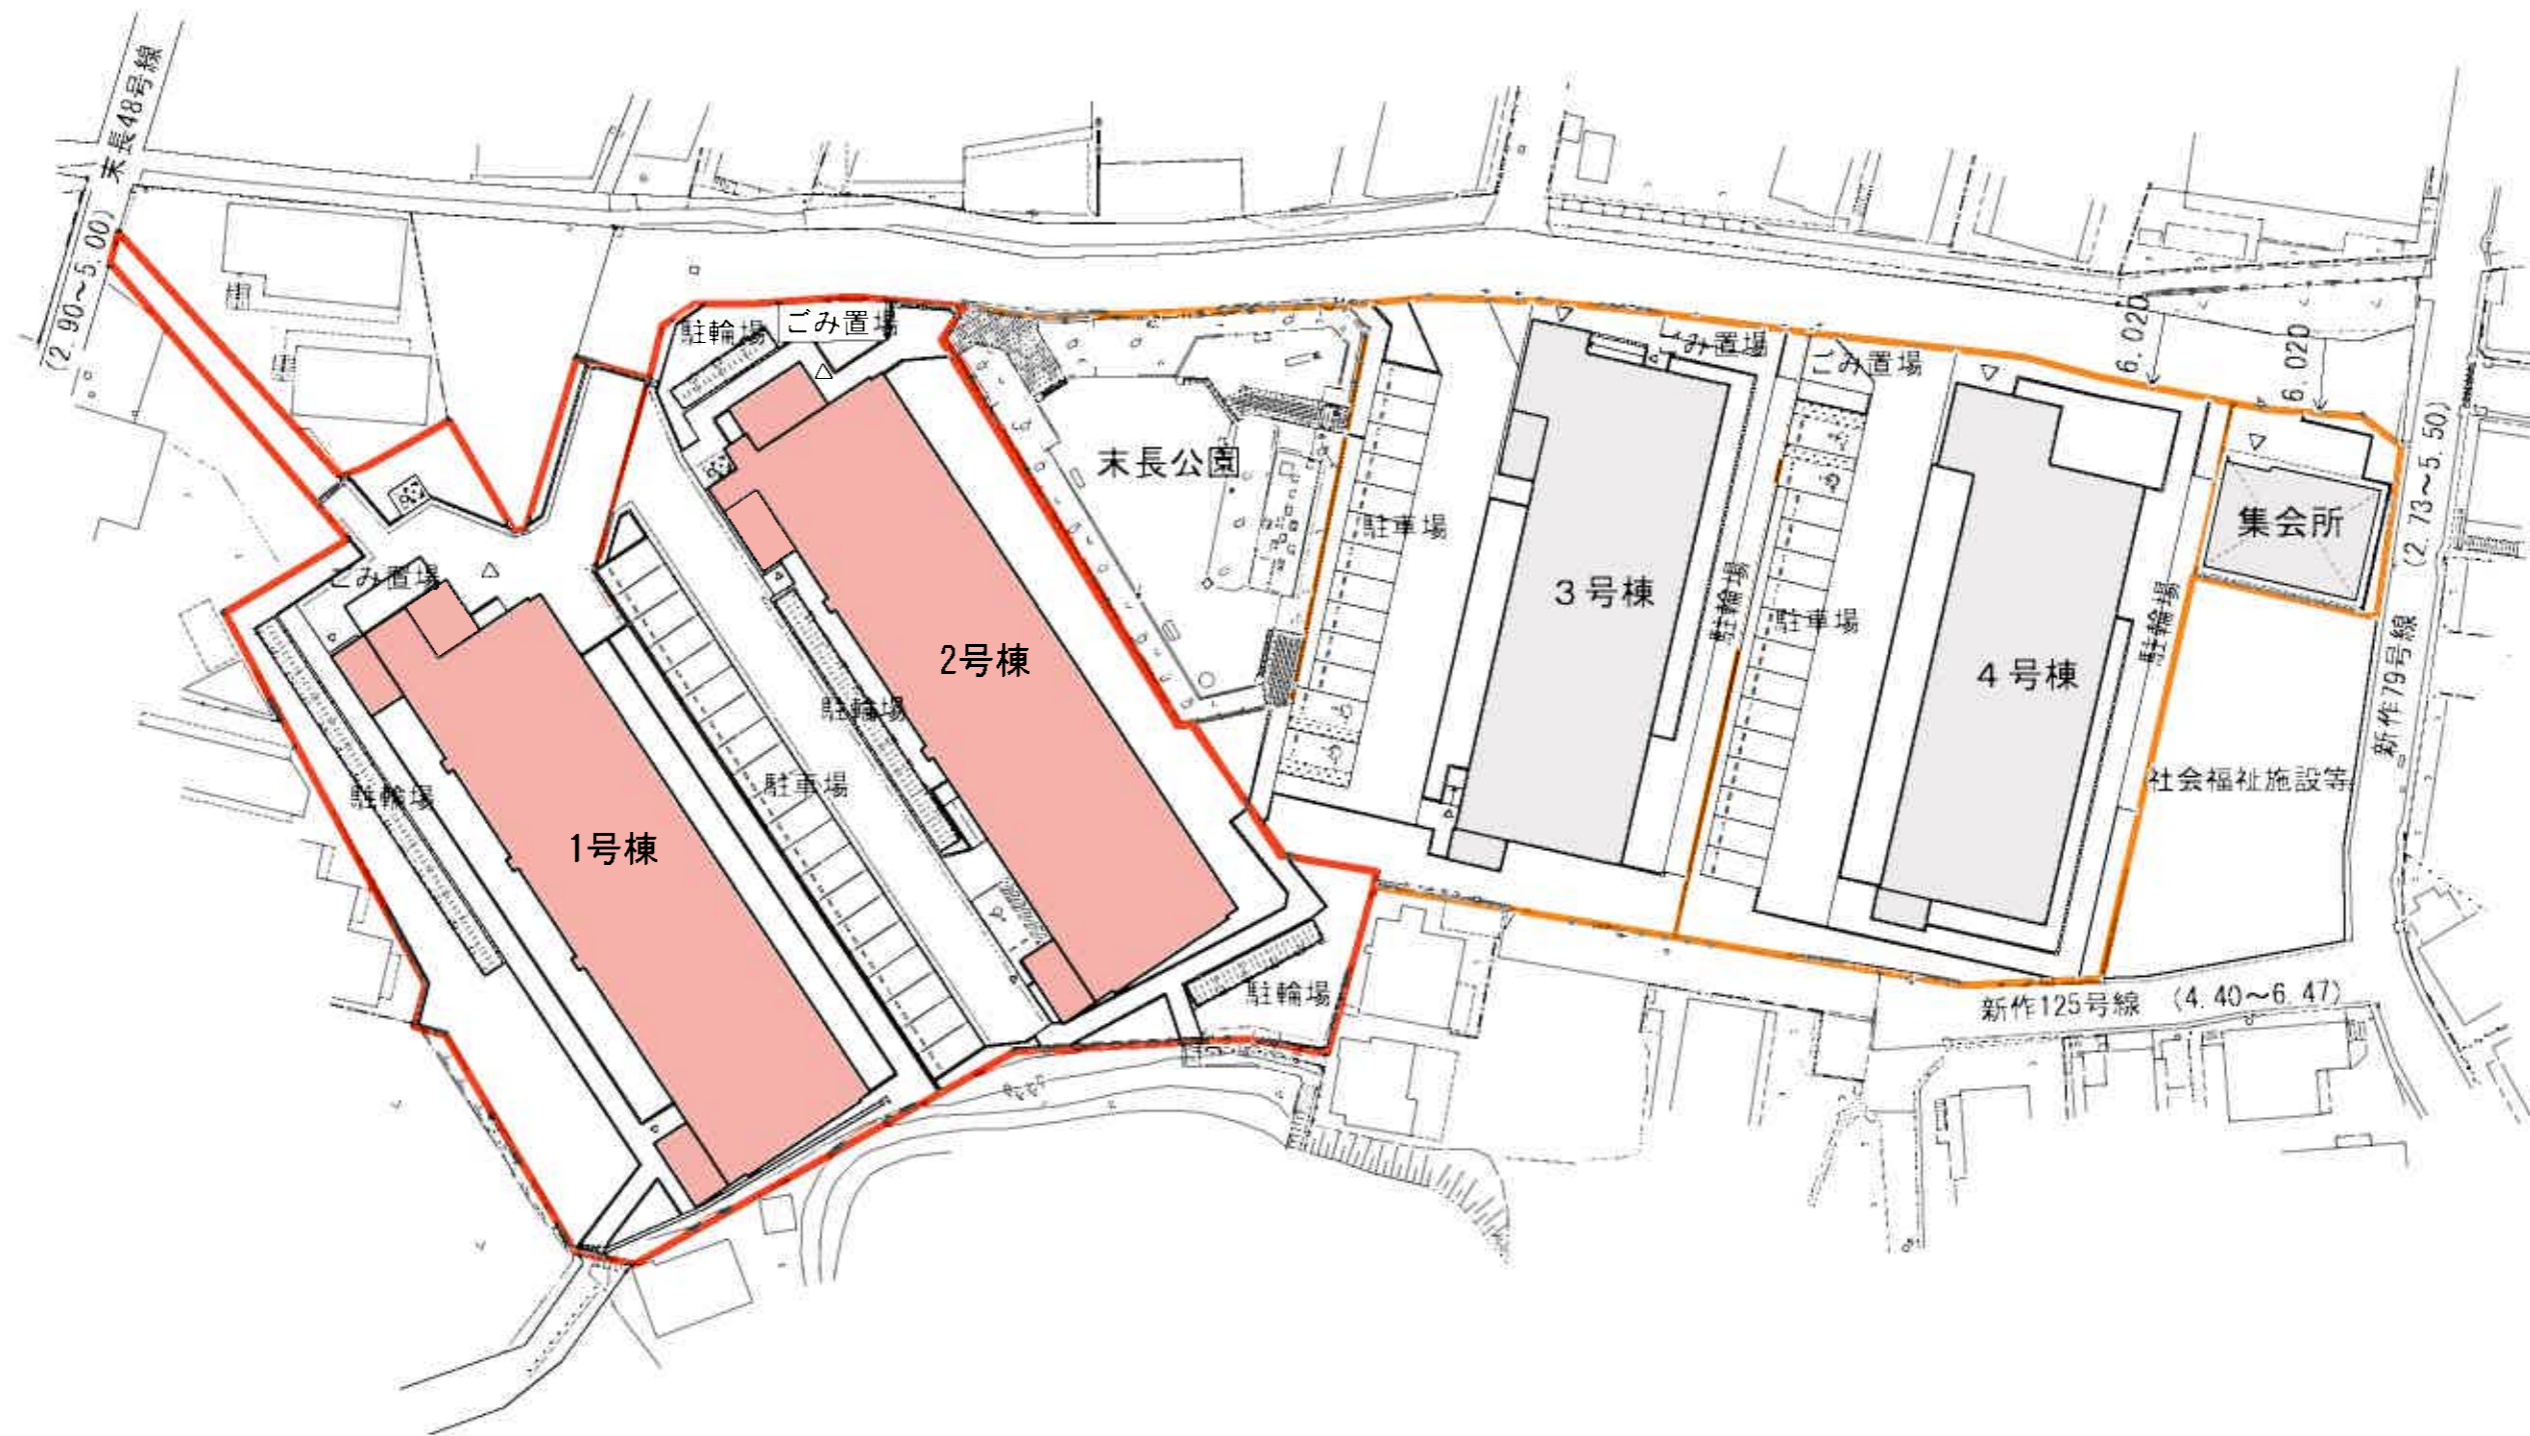 末長48号線
(2.90～5.00)
駐輪場
ごみ置場
ごみ置場
ごみ置場
6.020
6.020
末長公園
駐車場
集会所
(2.73～5.50)
ごみ置場
3号棟
駐輪場
駐車場
駐輪場
2号棟
4号棟
新作79号線
駐輪場
駐車場
社会福祉施設等
駐輪場
1号棟
駐輪場
新作125号線 (4.40～6.47)